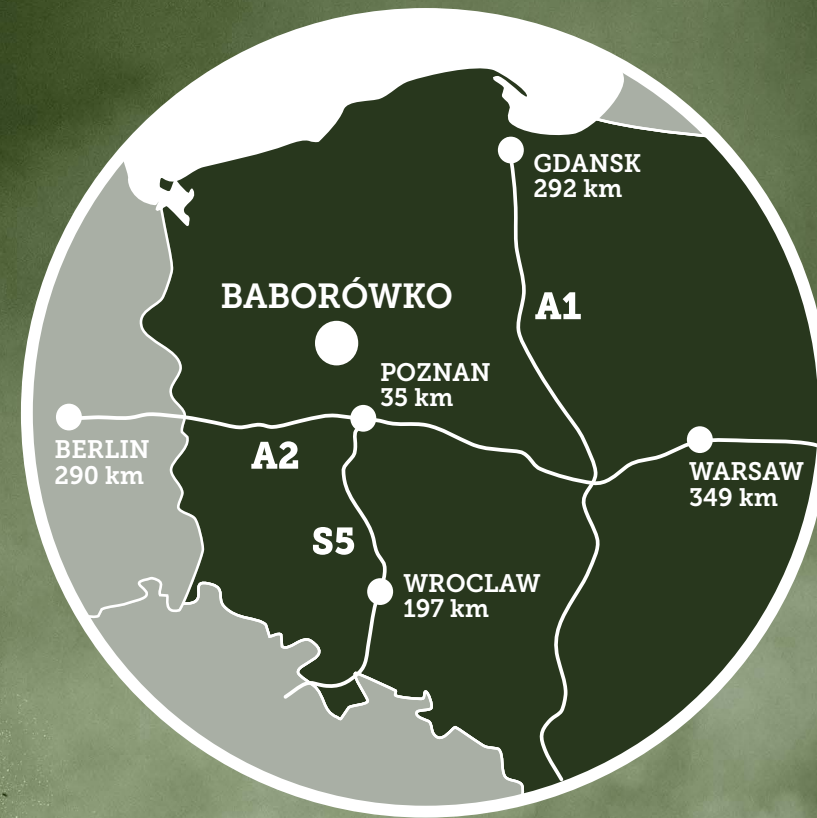 GDANSK
292 km
BABORÓWKO
A1
POZNAN
35 km
BERLIN
290 km
A2
WARSAW
349 km
S5
WROCLAW
197 km